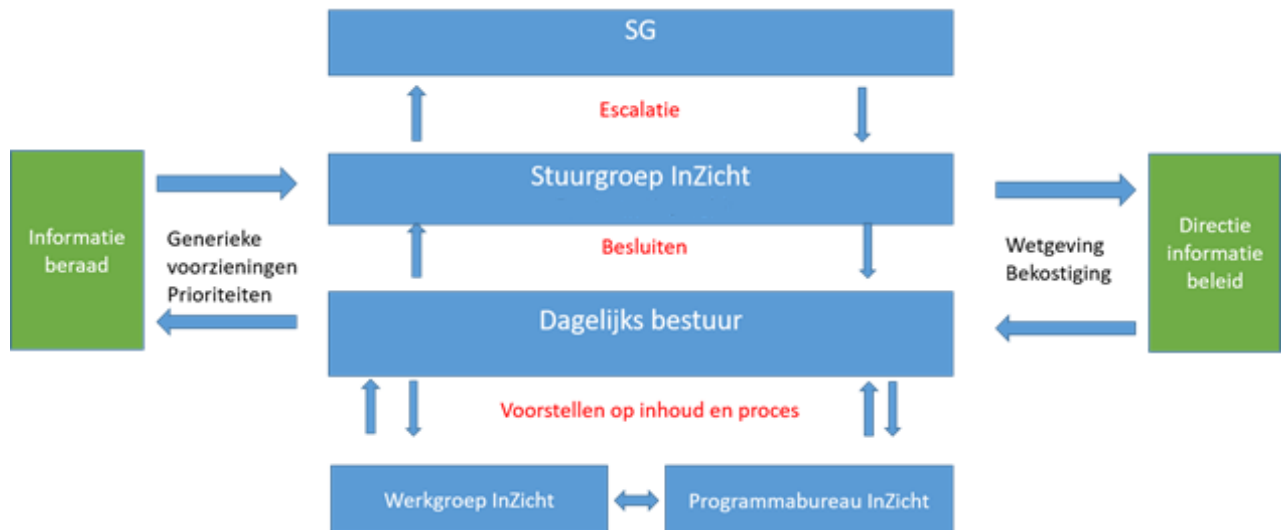 SG
Escalatie
Stuurgroep InZicht
Informatie
beraad
Generieke
voorzieningen
Prioriteiten
Besluiten
Wetgeving
Bekostiging
Directie
informatie
beleid
Dagelijks bestuur
Voorstellen op inhoud en proces
Werkgroep InZicht
Programmabureau InZicht